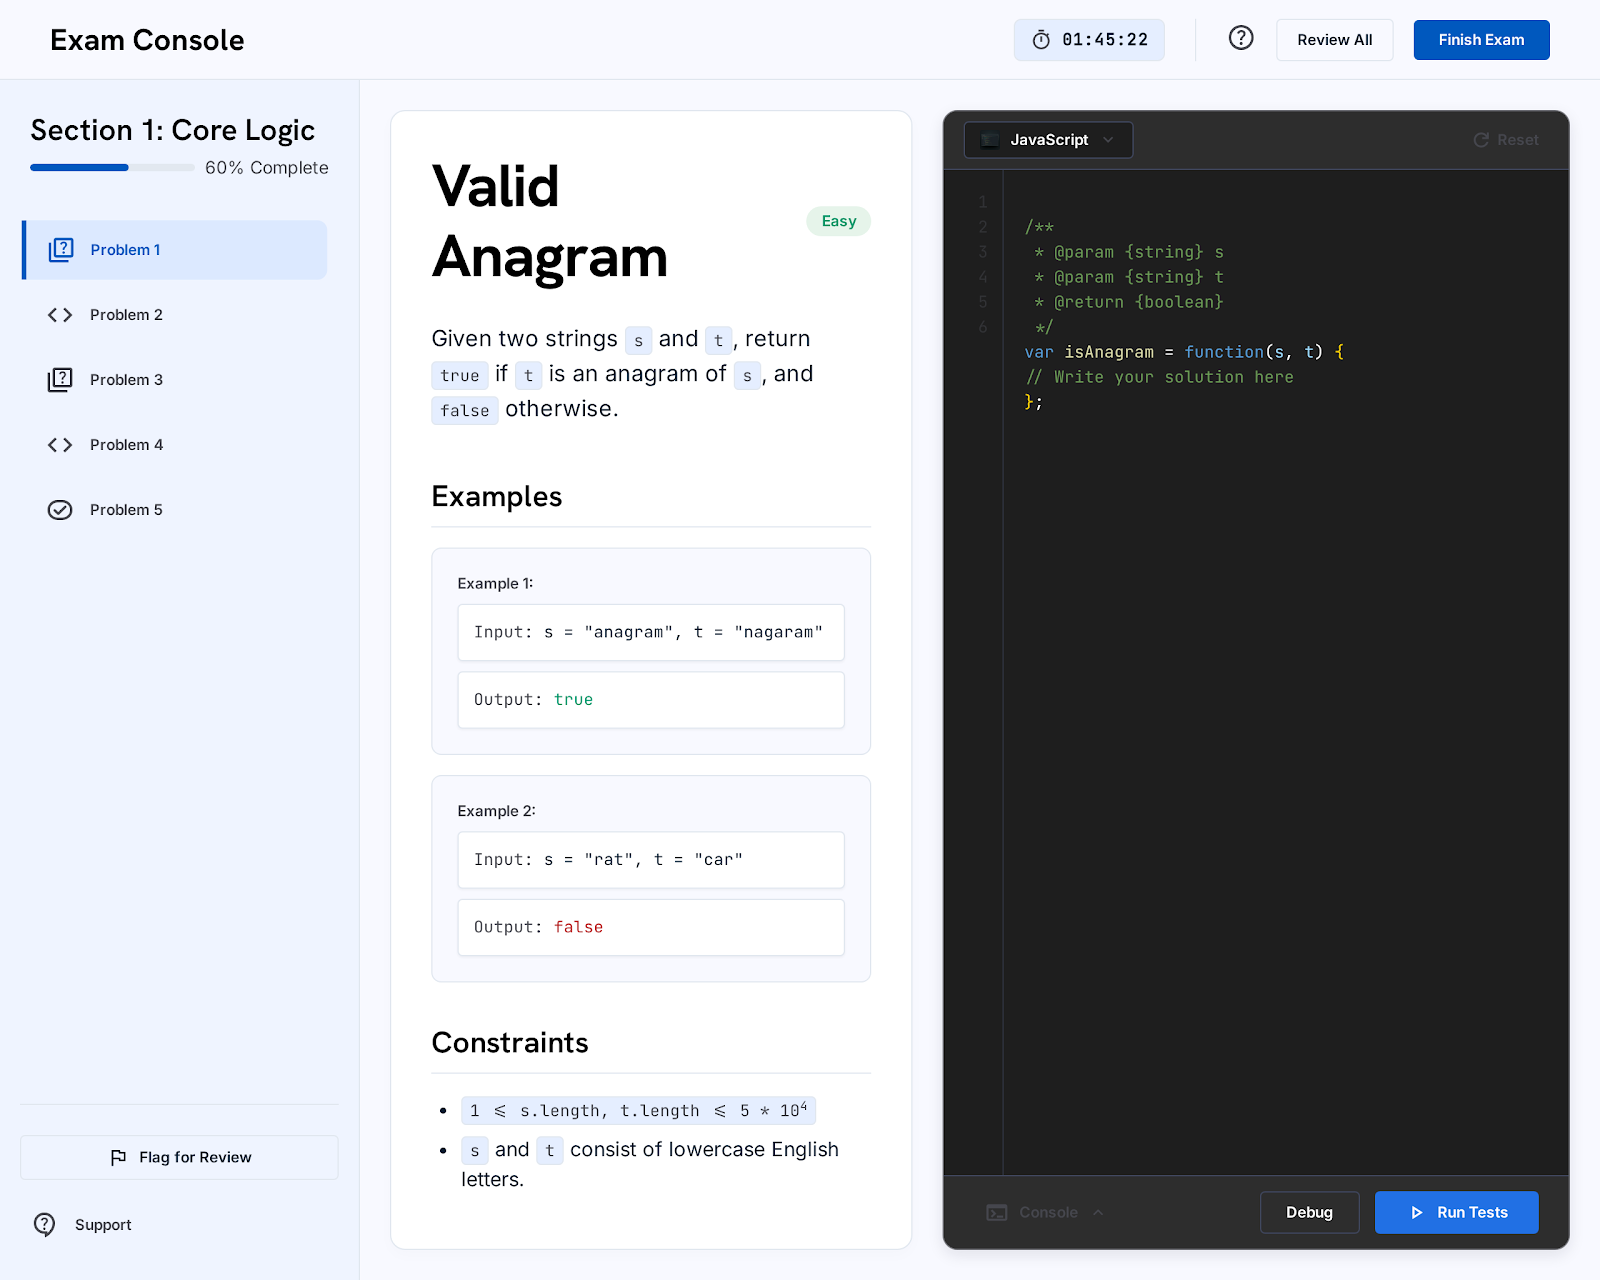 Exam Console
01:45:22
Review All
Finish Exam
Section 1: Core Logic
60% Complete
Problem 1
Problem 2
Problem 3
Problem 4
Problem 5
Flag for Review
Support
Valid
Anagram
Easy
Given two strings s and t, return
true if t is an anagram of s, and
false otherwise.
Examples
Example 1:
Input: s = "anagram", t = "nagaram"
Output: true
Example 2:
Input: s = "rat", t = "car"
Output: false
Constraints
• 1 <= s.length, t.length <= 5 * 10⁴
• s and t consist of lowercase English
letters.
JavaScript
Reset
1
2 /**
3 * @param {string} s
4 * @param {string} t
5 * @return {boolean}
6 */
var isAnagram = function(s, t) {
// Write your solution here
};
Console
Debug
Run Tests